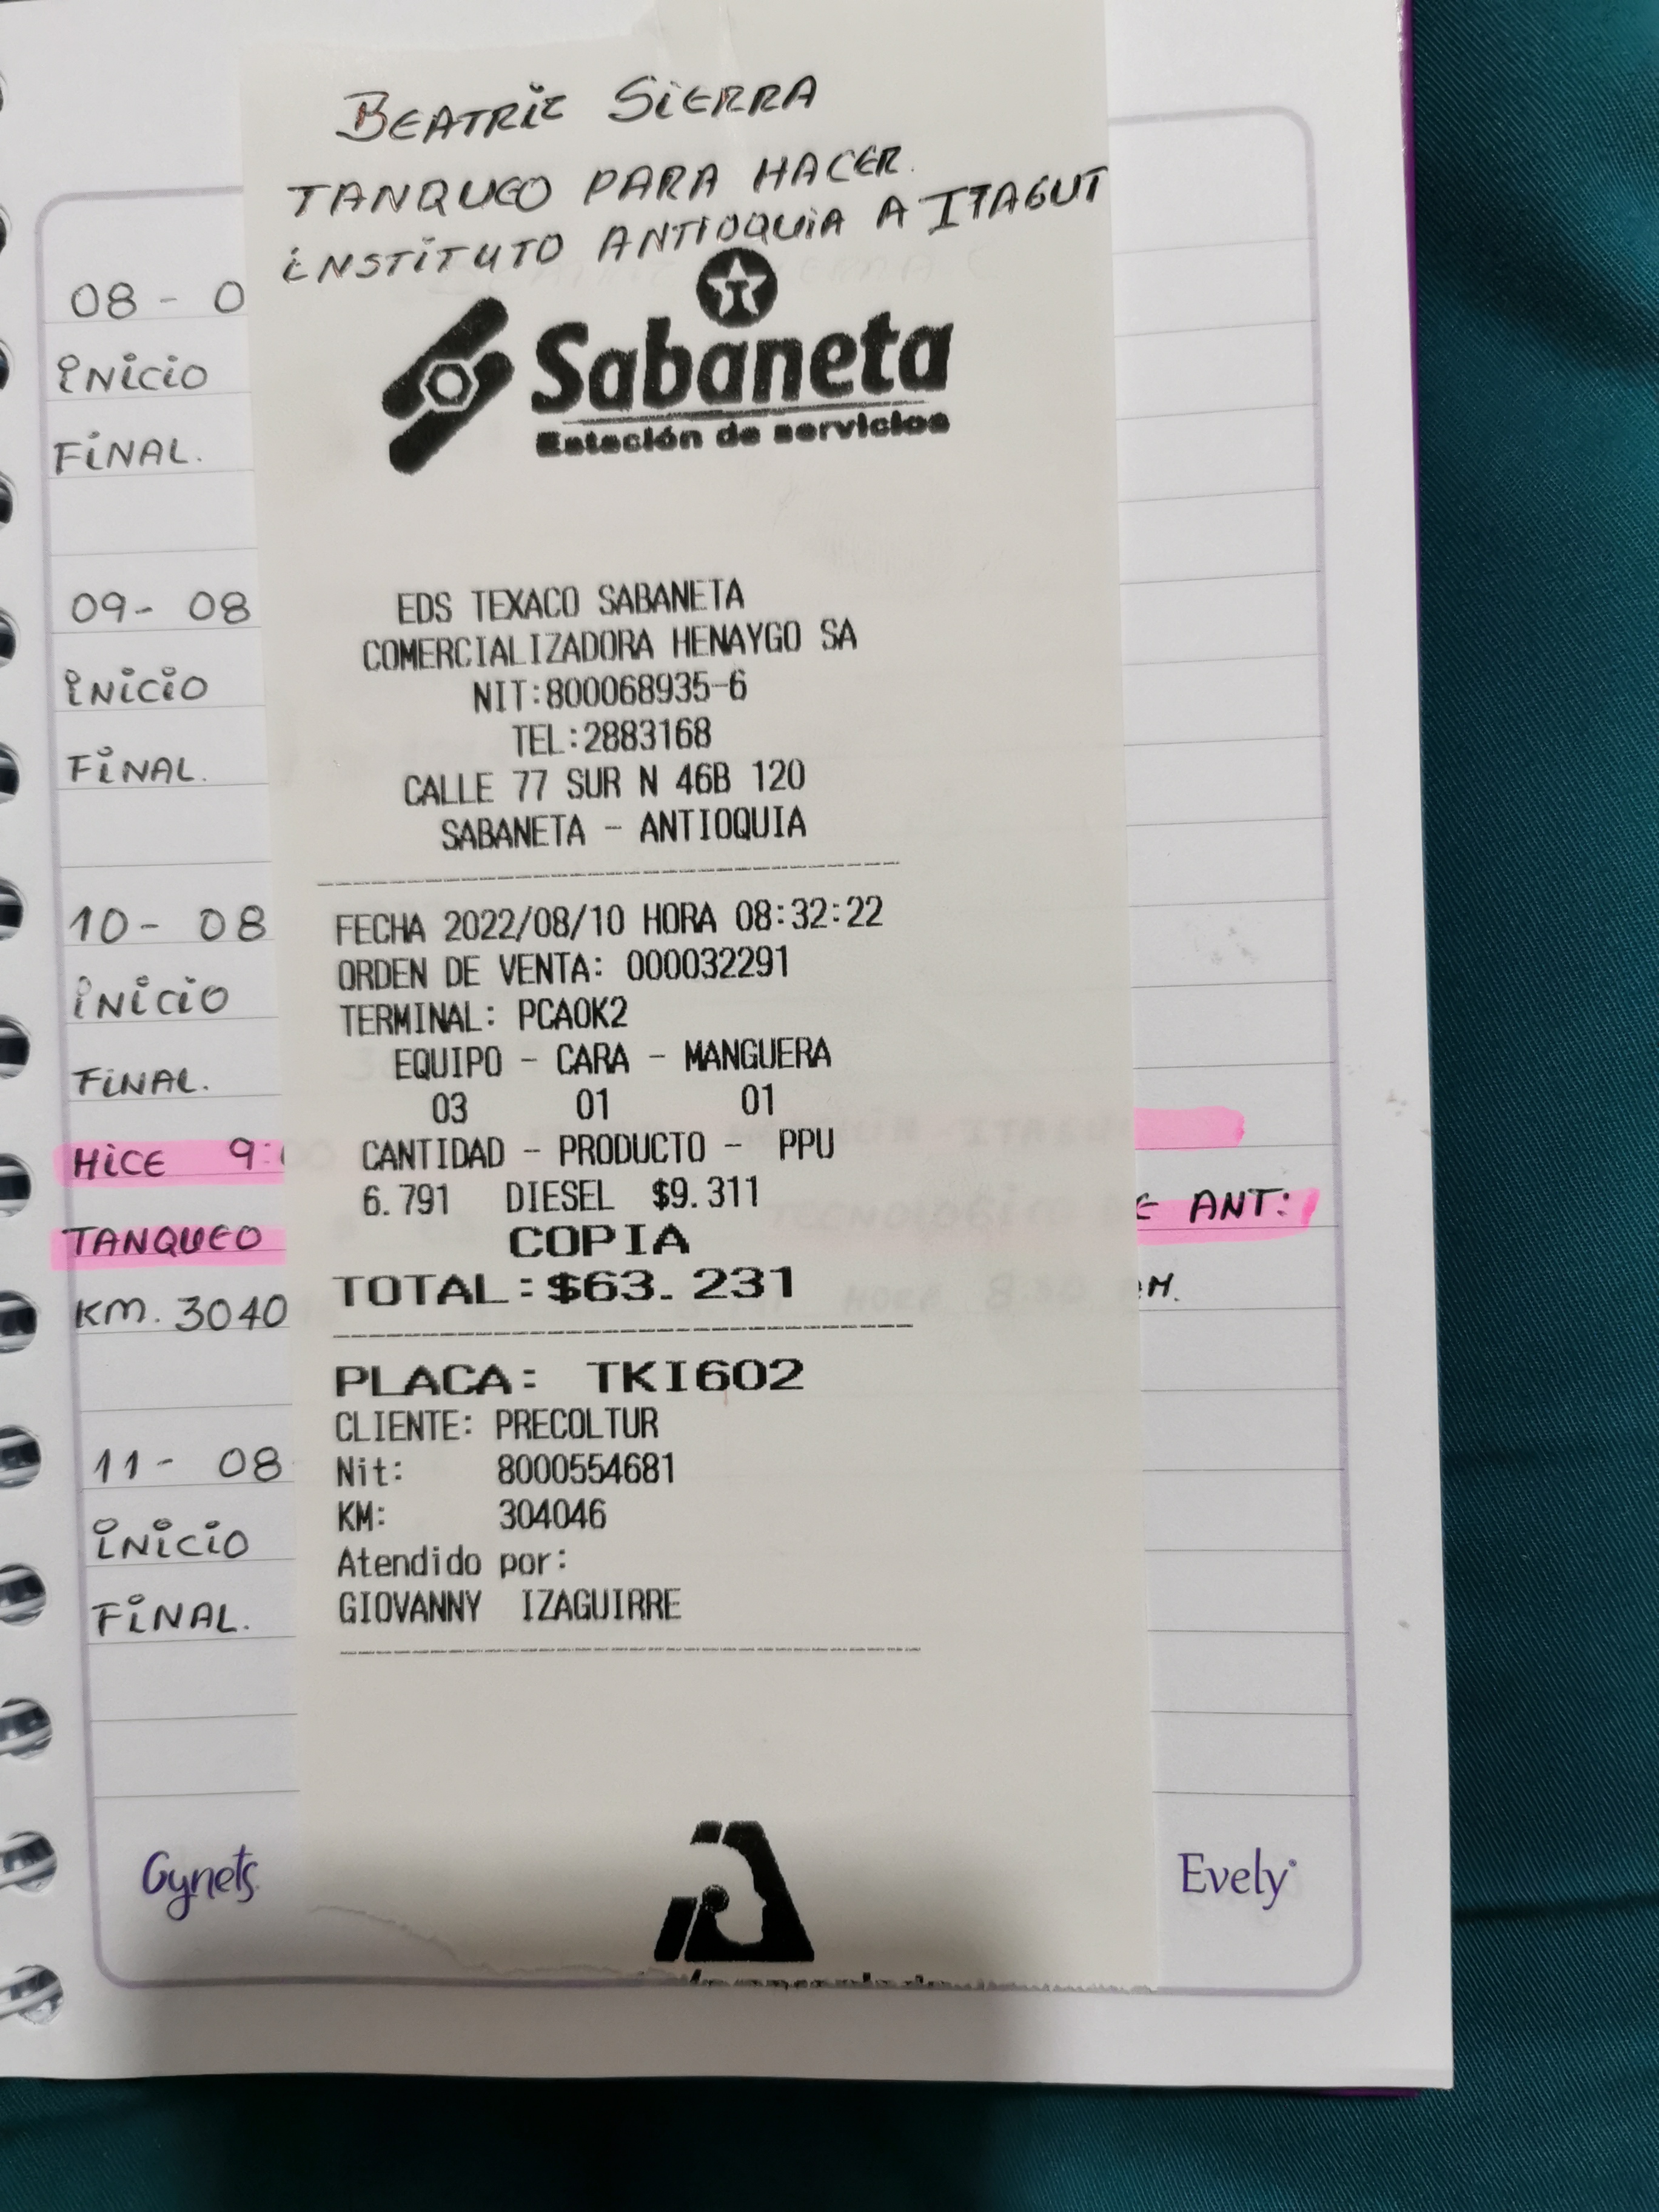 BEATRIZ SIERRA
TANQUEO PARA HACER.
INSTITUTO ANTIOQUIA A ITAGUI
Sabaneta
Estación de servicios
EDS TEXACO SABANETA
COMERCIALIZADORA HENAYGO SA
NIT:800068935-6
TEL:2883168
CALLE 77 SUR N 46B 120
SABANETA - ANTIOQUIA
FECHA 2022/08/10 HORA 08:32:22
ORDEN DE VENTA: 000032291
TERMINAL: PCAOK2
EQUIPO - CARA - MANGUERA
03 01 01
CANTIDAD - PRODUCTO - PPU
6.791 DIESEL $9.311
COPIA
TOTAL:$63.231
PLACA: TKI602
CLIENTE: PRECOLTUR
Nit: 8000554681
KM: 304046
Atendido por:
GIOVANNY IZAGUIRRE
08 - 0
INICIO
FINAL.
09 - 08
INICIO
FINAL.
10 - 08
INICIO
FINAL.
HICE 9:
TANQUEO E ANT:
KM. 3040 M.
11 - 08
INICIO
FINAL.
Gynets
Evely